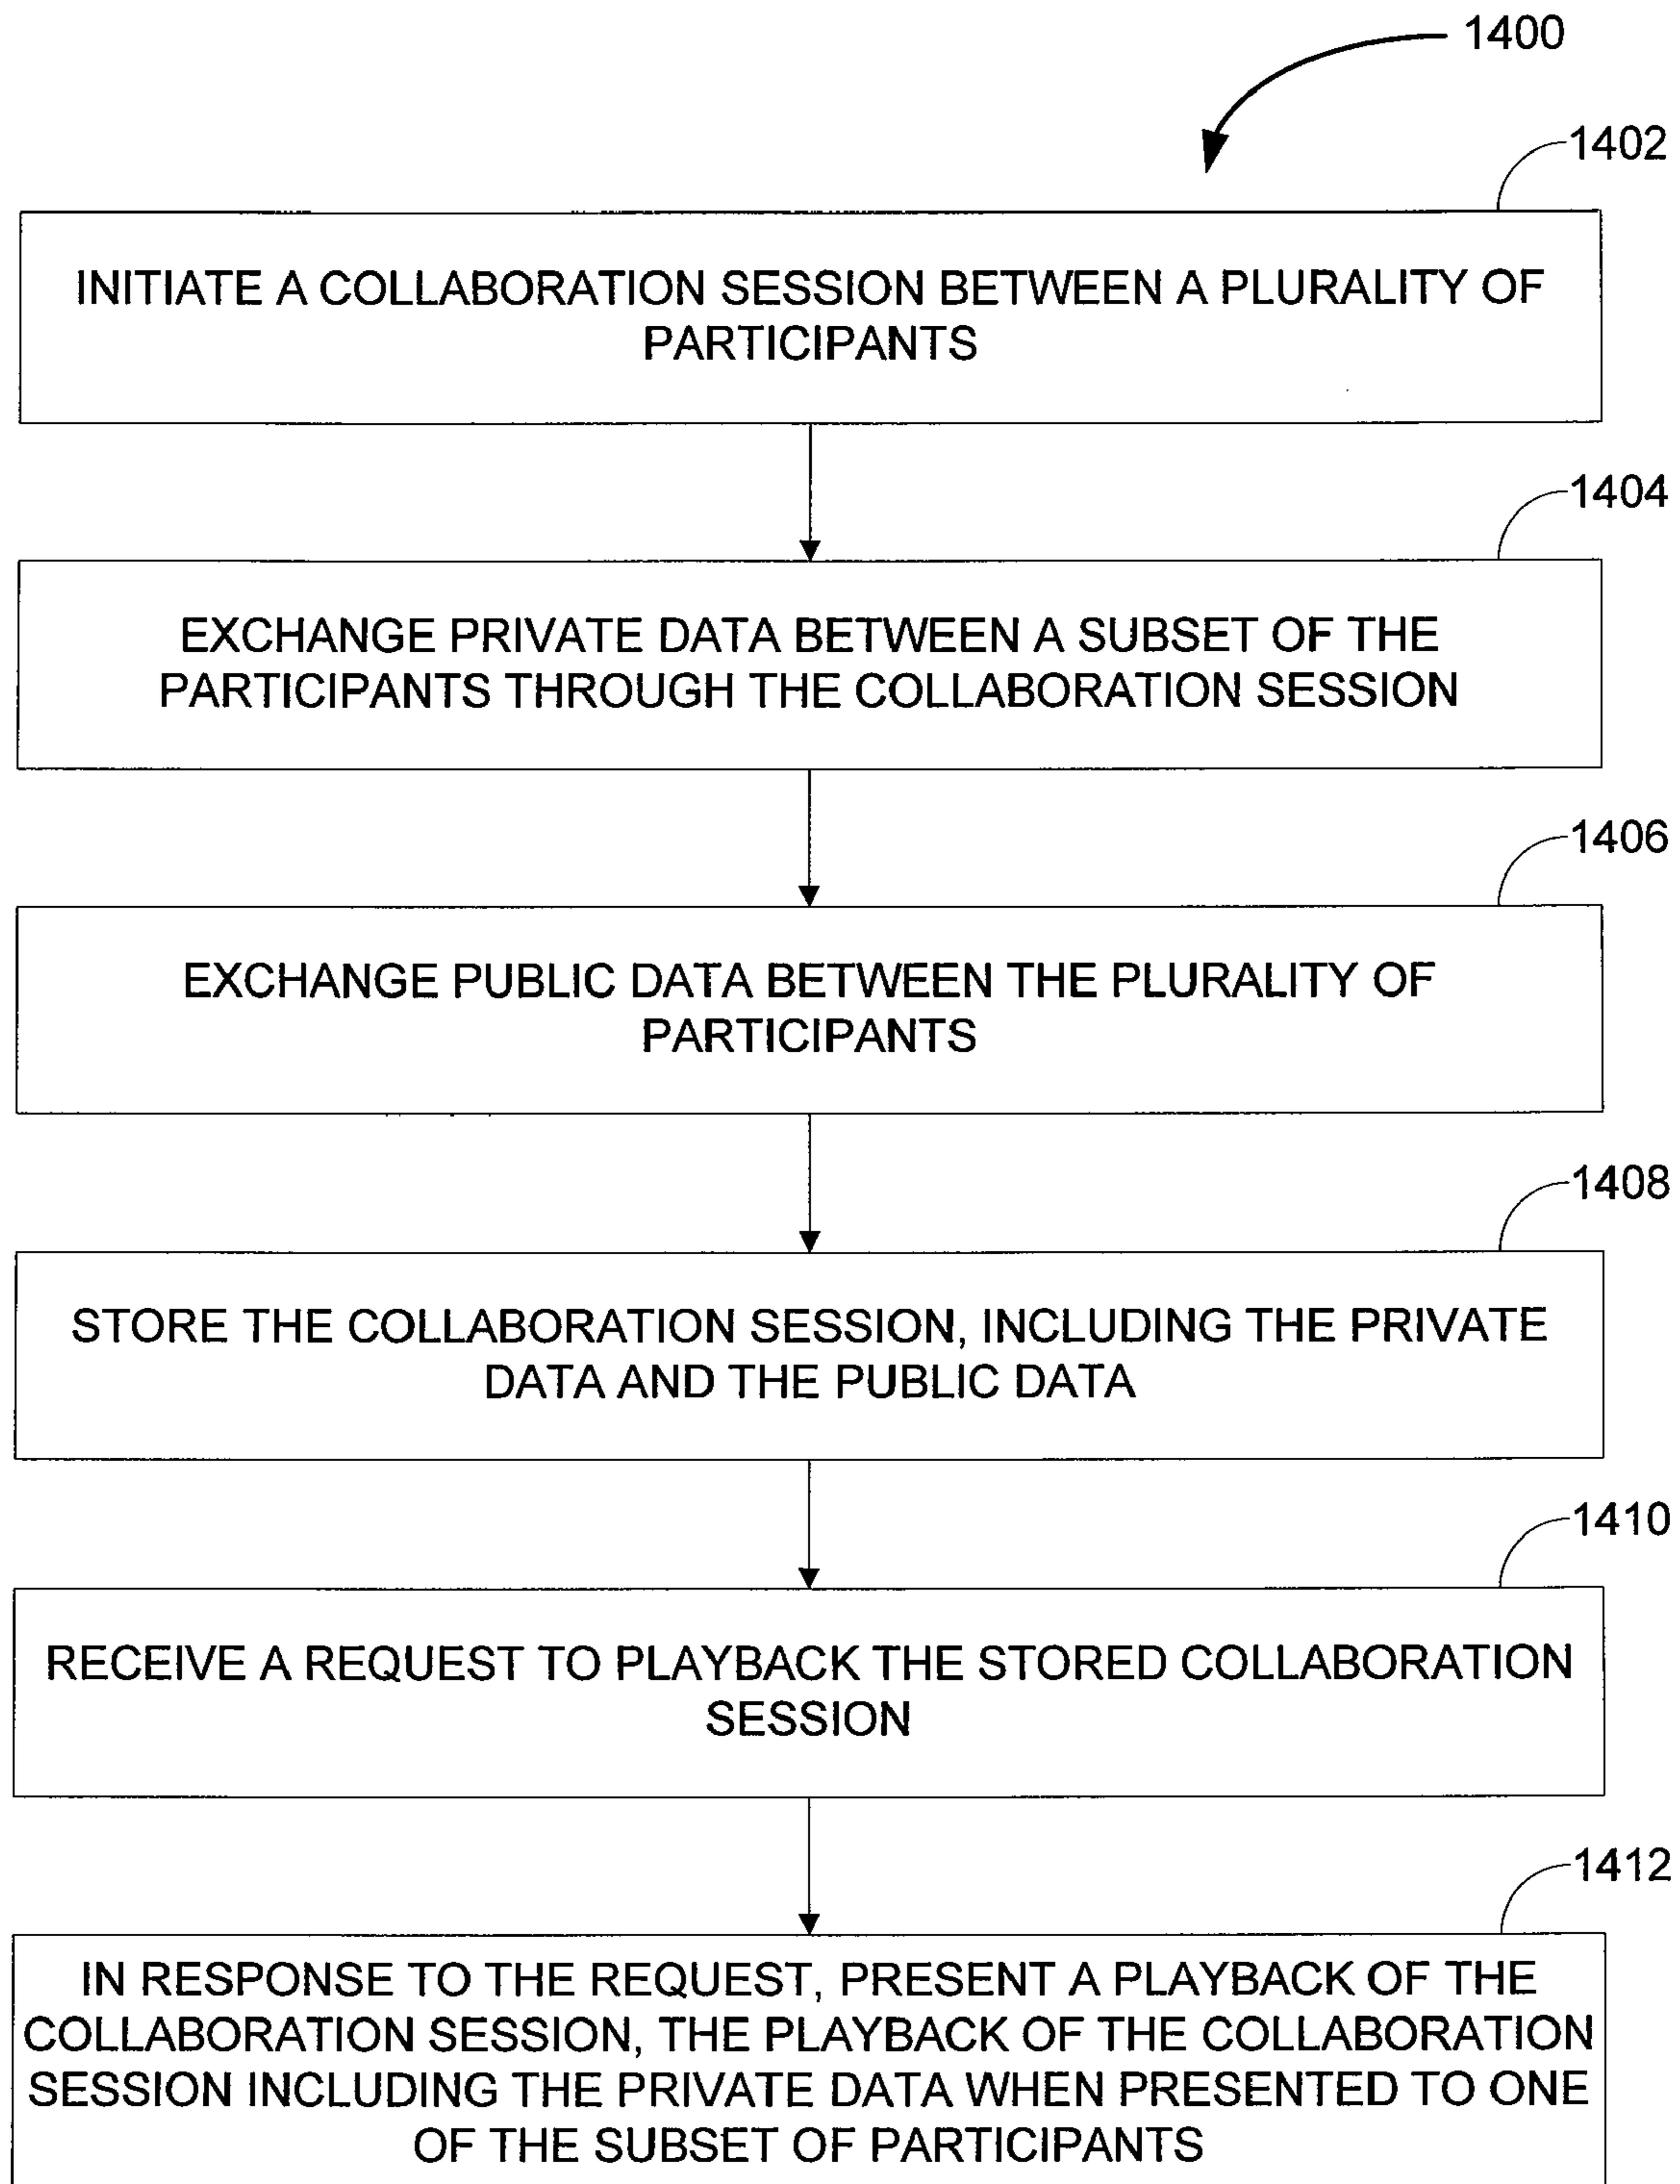 1400
1402
INITIATE A COLLABORATION SESSION BETWEEN A PLURALITY OF
PARTICIPANTS
1404
EXCHANGE PRIVATE DATA BETWEEN A SUBSET OF THE
PARTICIPANTS THROUGH THE COLLABORATION SESSION
1406
EXCHANGE PUBLIC DATA BETWEEN THE PLURALITY OF
PARTICIPANTS
1408
STORE THE COLLABORATION SESSION, INCLUDING THE PRIVATE
DATA AND THE PUBLIC DATA
1410
RECEIVE A REQUEST TO PLAYBACK THE STORED COLLABORATION
SESSION
1412
IN RESPONSE TO THE REQUEST, PRESENT A PLAYBACK OF THE
COLLABORATION SESSION, THE PLAYBACK OF THE COLLABORATION
SESSION INCLUDING THE PRIVATE DATA WHEN PRESENTED TO ONE
OF THE SUBSET OF PARTICIPANTS